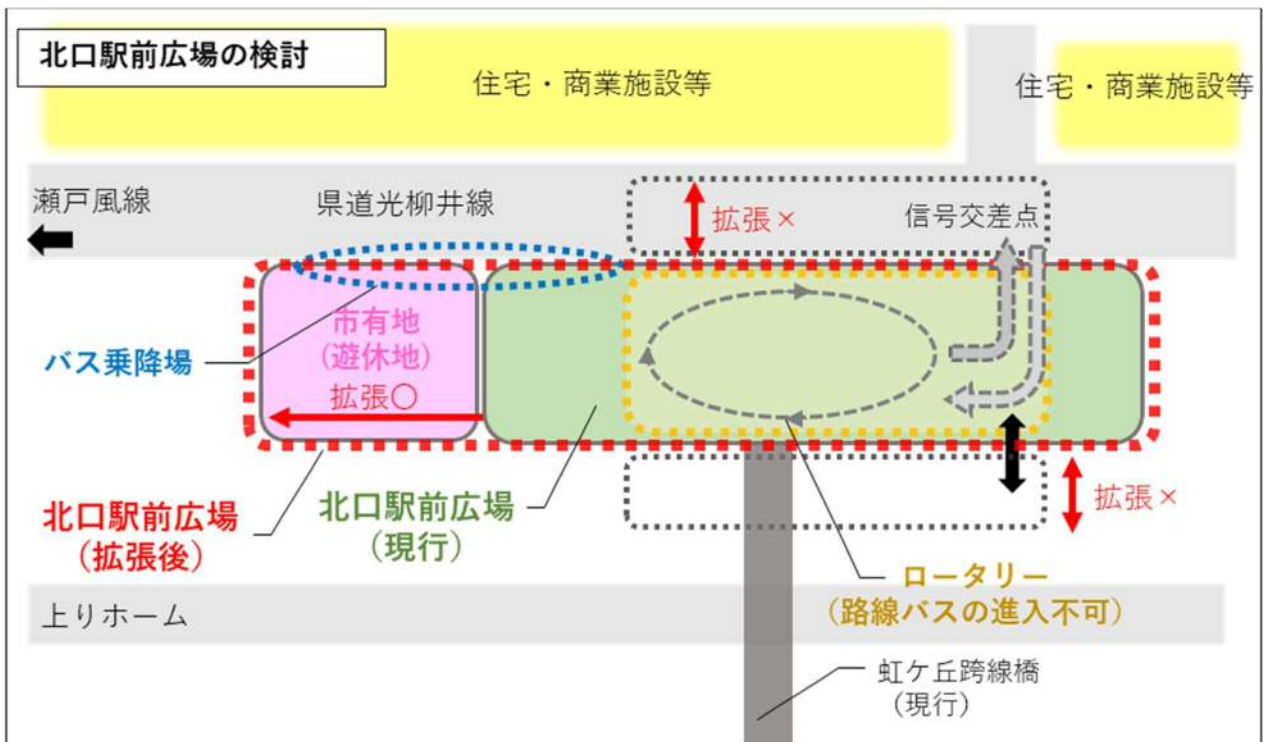 北口駅前広場の検討
住宅・商業施設等
住宅・商業施設等
瀬戸風線
県道光柳井線
拡張×
信号交差点
市有地
(遊休地)
バス乗降場
拡張○
北口駅前広場
(拡張後)
北口駅前広場
(現行)
拡張×
ロータリー
(路線バスの進入不可)
上りホーム
虹ケ丘跨線橋
(現行)